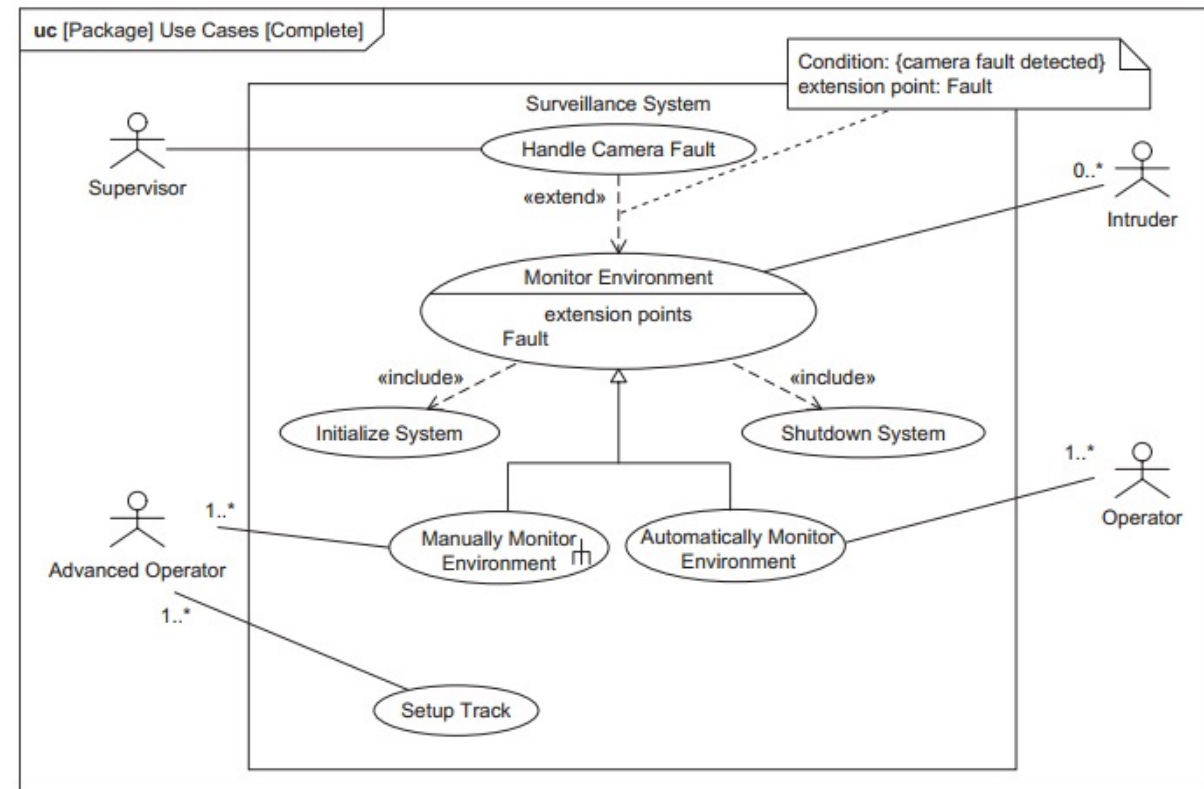 uc [Package] Use Cases [Complete]
Condition: {camera fault detected}
extension point: Fault
Surveillance System
Handle Camera Fault
Supervisor
«extend»
0..*
Intruder
Monitor Environment
extension points
Fault
«include»
«include»
Initialize System
Shutdown System
1..*
Operator
1..*
Advanced Operator
Manually Monitor
Environment
Automatically Monitor
Environment
1..*
Setup Track